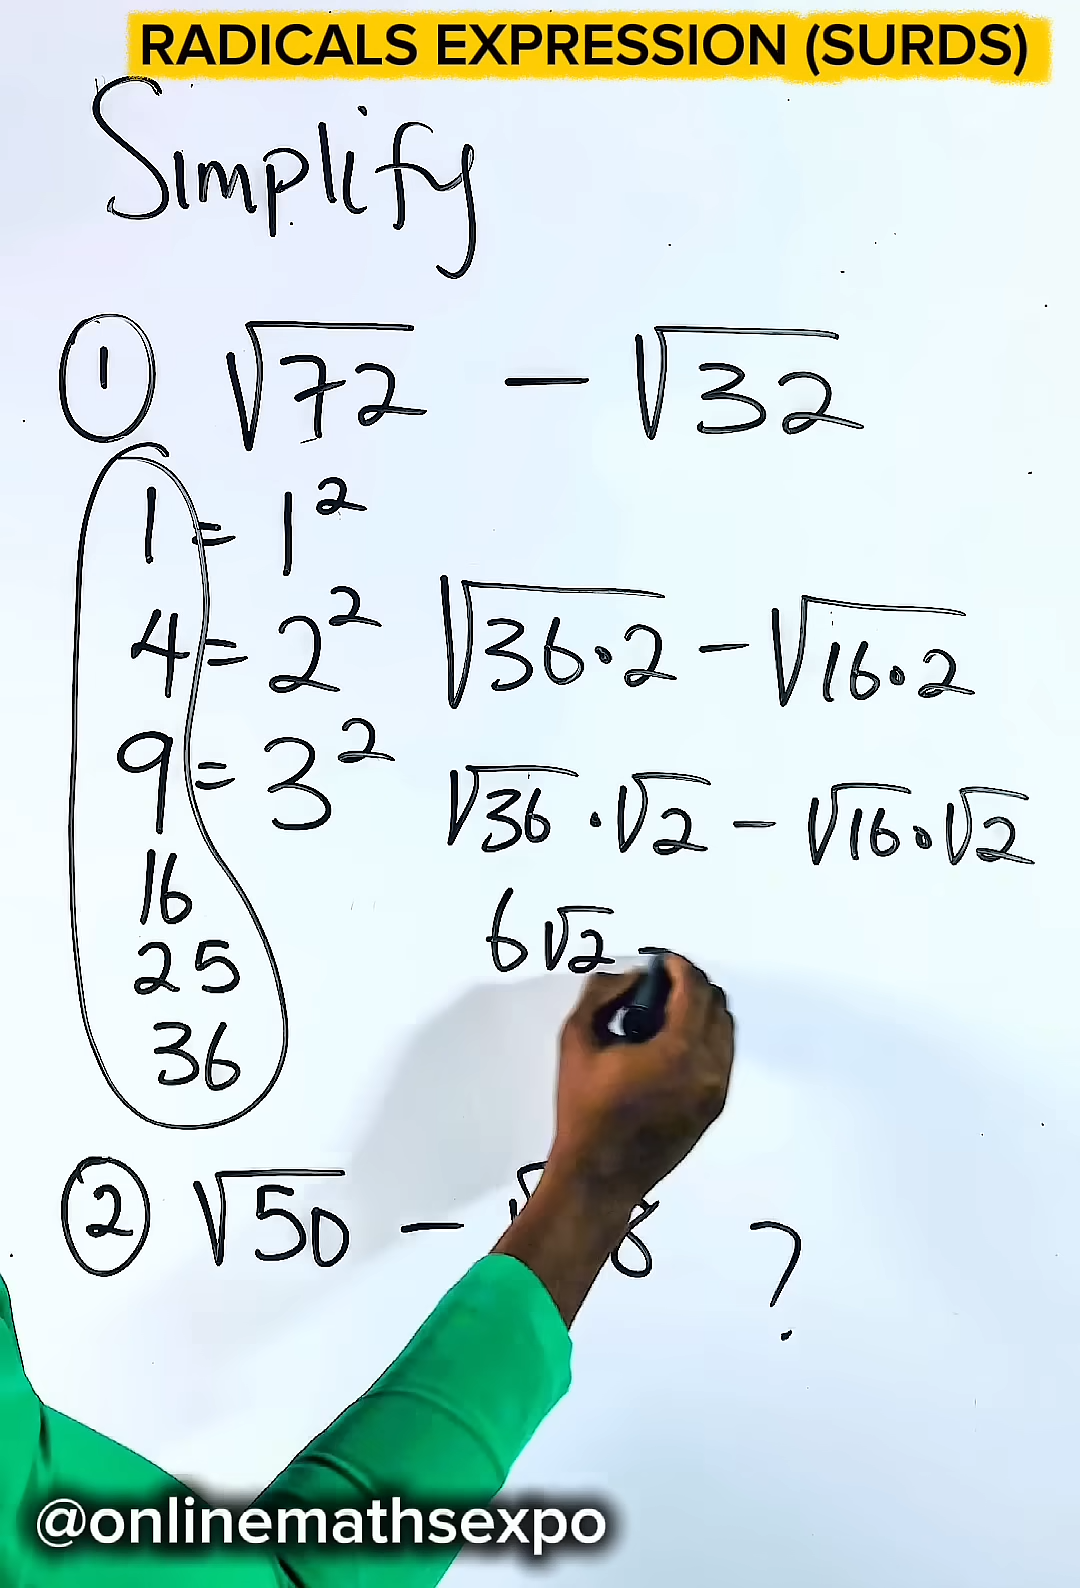 RADICALS EXPRESSION (SURDS)
Simplify
① √72 − √32
1 = 1²
4 = 2²
9 = 3²
16
25
36
√36·2 − √16·2
√36 · √2 − √16 · √2
6√2 −
② √50 − √ 8 ?
@onlinemathsexpo